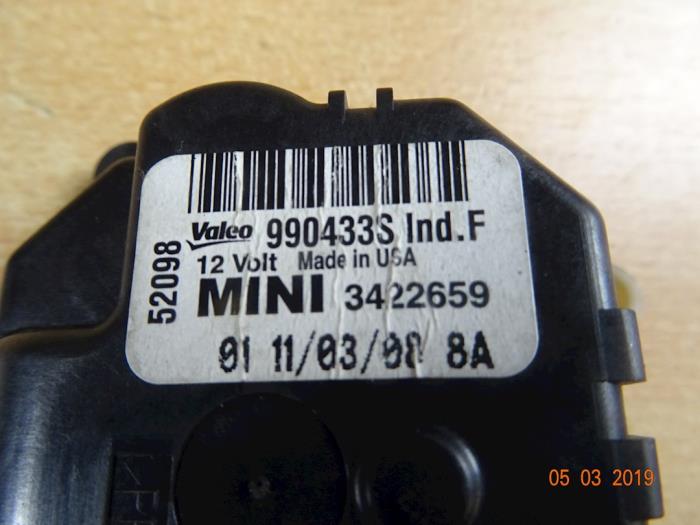 Valeo 990433S Ind.F
12 Volt Made in USA
MINI 3422659
01 11/03/08 8A
52098
05 03 2019